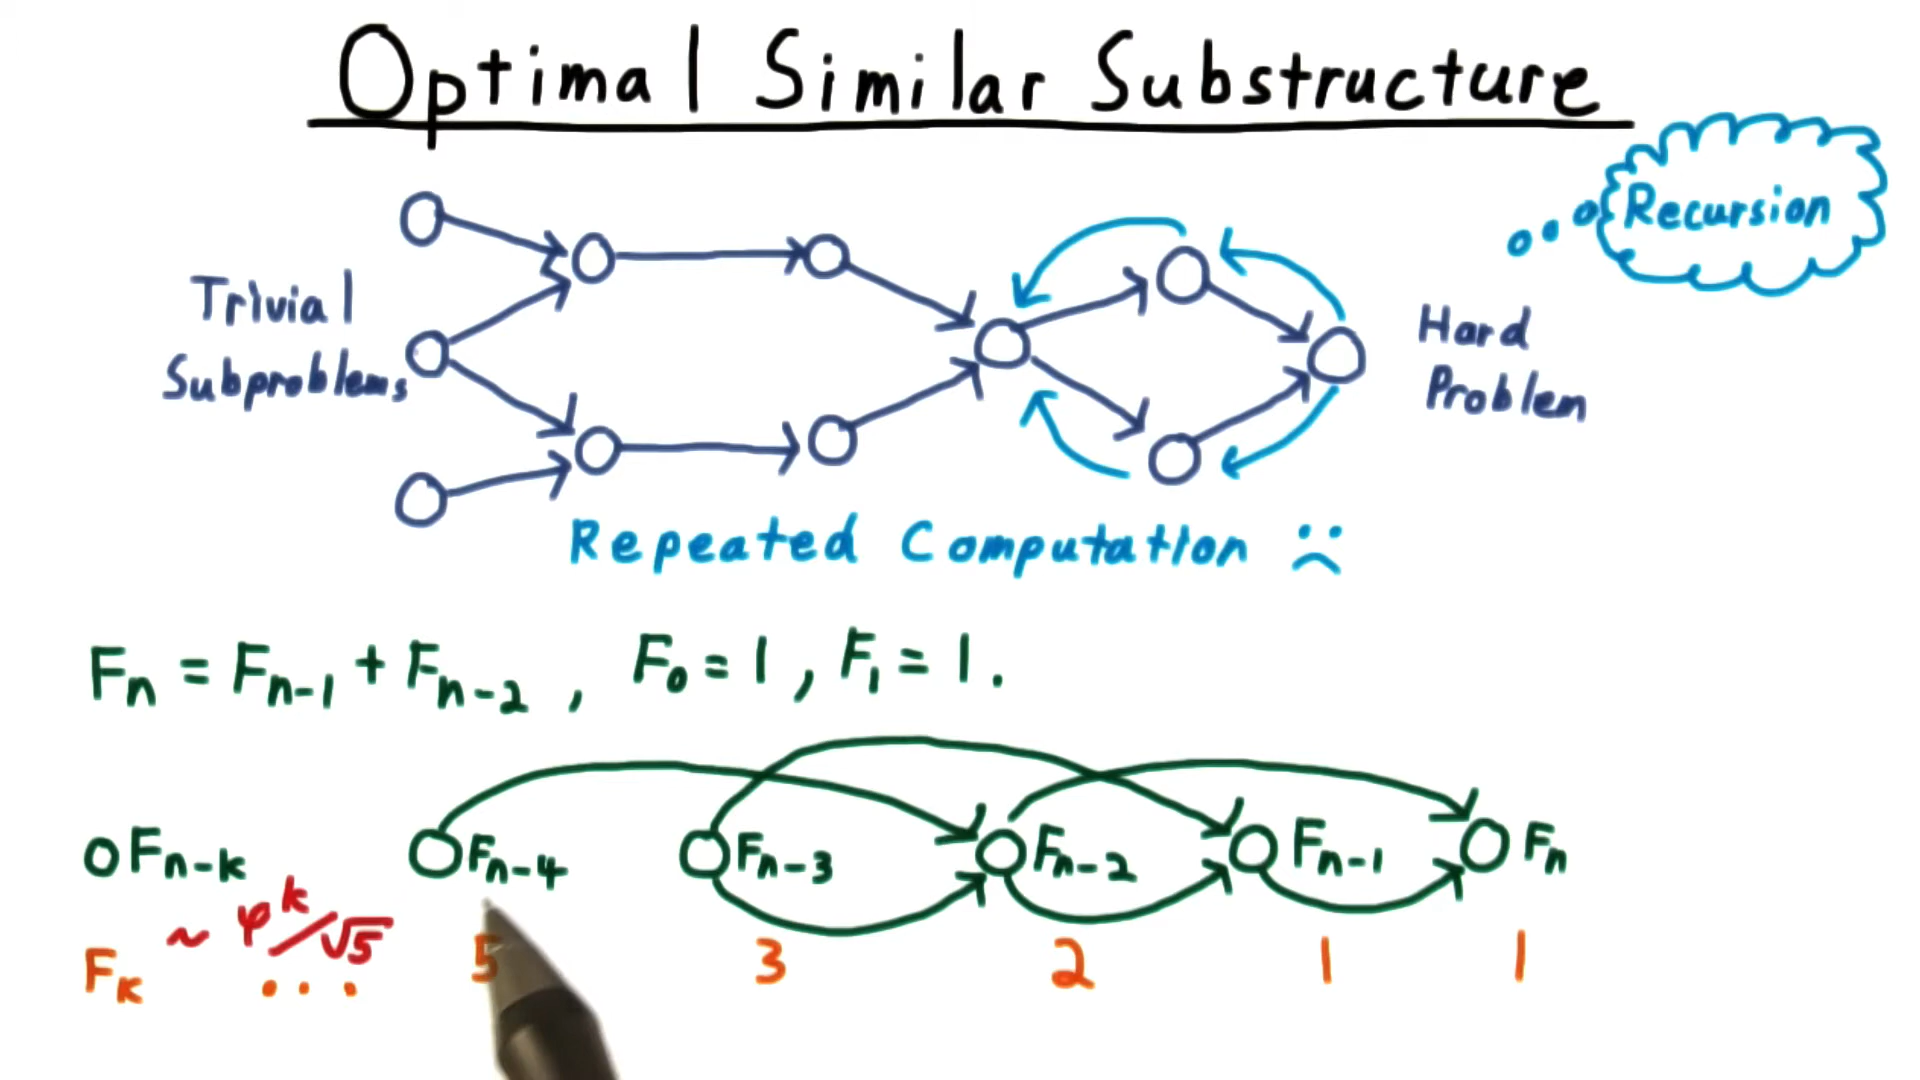 Optimal Similar Substructure
Recursion
Trivial
Subproblems
Hard
Problem
Repeated Computation :(
Fₙ = Fₙ₋₁ + Fₙ₋₂ , F₀ = 1 , F₁ = 1 .
Fₙ₋ₖ Fₙ₋₄ Fₙ₋₃ Fₙ₋₂ Fₙ₋₁ Fₙ
~ φᵏ/√5
Fₖ ... 5 3 2 1 1